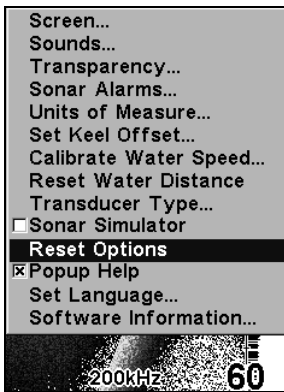 Screen...
Sounds...
Transparency...
Sonar Alarms...
Units of Measure...
Set Keel Offset...
Calibrate Water Speed...
Reset Water Distance
Transducer Type...
Sonar Simulator
Reset Options
Popup Help
Set Language...
Software Information...
200kHz 60